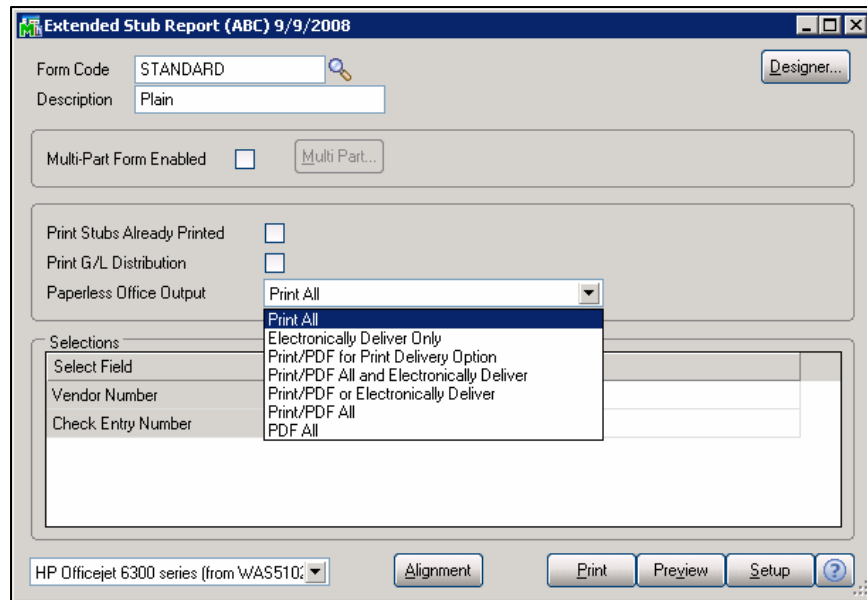 Extended Stub Report (ABC) 9/9/2008
Form Code STANDARD Designer...
Description Plain
Multi-Part Form Enabled Multi Part...
Print Stubs Already Printed
Print G/L Distribution
Paperless Office Output Print All
Print All
Electronically Deliver Only
Print/PDF for Print Delivery Option
Print/PDF All and Electronically Deliver
Print/PDF or Electronically Deliver
Print/PDF All
PDF All
Selections
Select Field
Vendor Number
Check Entry Number
HP Officejet 6300 series (from WAS5102 Alignment Print Preview Setup ?